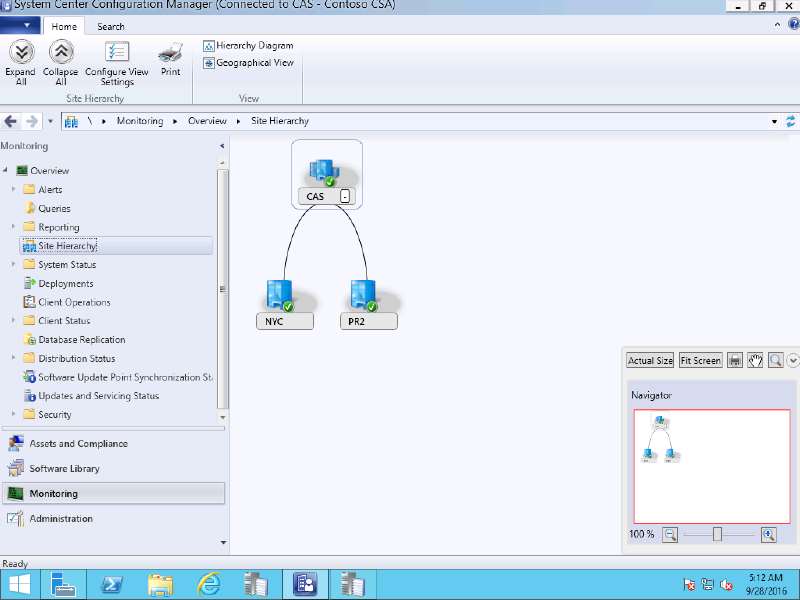 System Center Configuration Manager (Connected to CAS - Contoso CSA)
Home
Search
Expand All
Collapse All
Configure View Settings
Print
Hierarchy Diagram
Geographical View
Site Hierarchy
View
\ Monitoring Overview Site Hierarchy
Monitoring
Overview
Alerts
Queries
Reporting
Site Hierarchy
System Status
Deployments
Client Operations
Client Status
Database Replication
Distribution Status
Software Update Point Synchronization
Updates and Servicing Status
Security
Assets and Compliance
Software Library
Monitoring
Administration
CAS
-
NYC
PR2
Actual Size
Fit Screen
Navigator
100 %
Ready
5:12 AM
9/28/2016